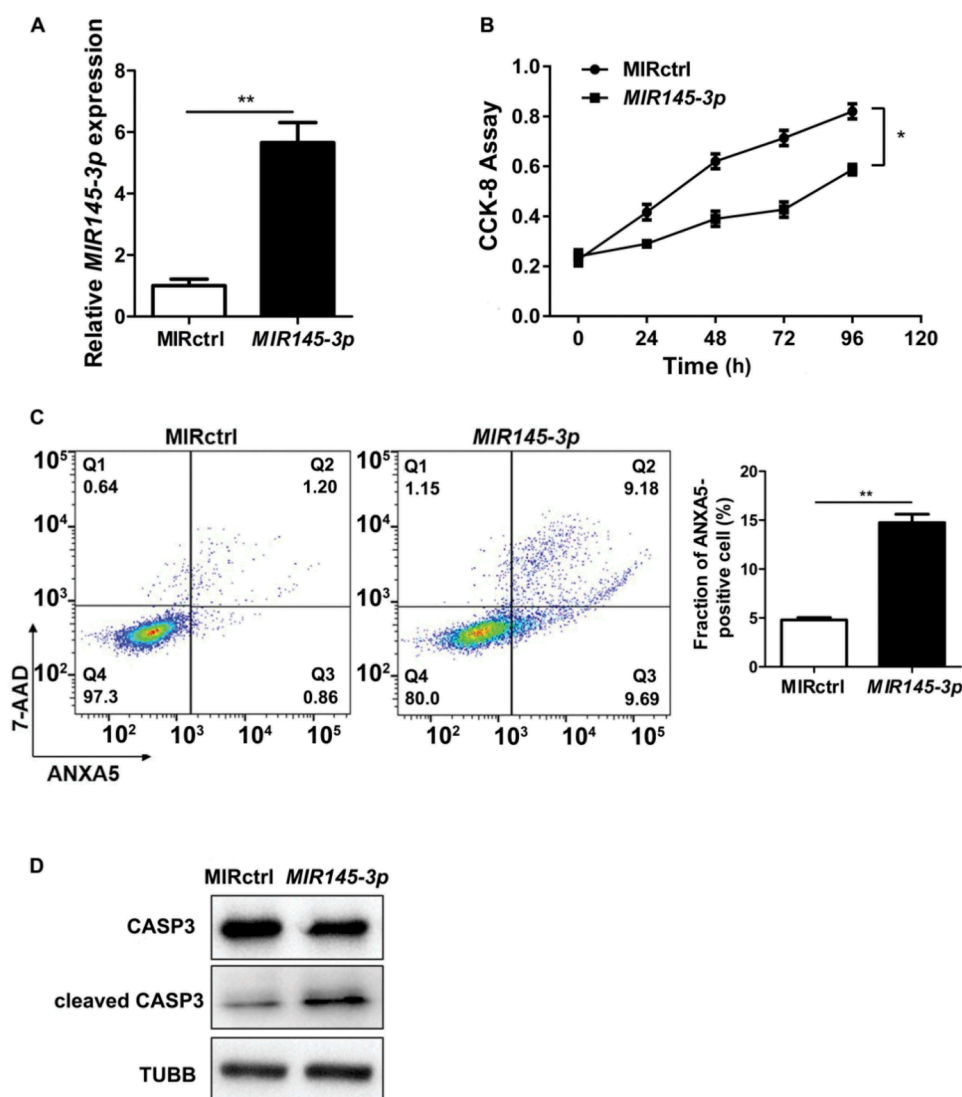 A
Relative MIR145-3p expression
8
6
4
2
0
**
MIRctrl
MIR145-3p
B
CCK-8 Assay
1.0
0.8
0.6
0.4
0.2
0.0
MIRctrl
MIR145-3p
*
0 24 48 72 96 120
Time (h)
C
MIRctrl
10⁵
10⁴
10³
10²
Q1
0.64
Q2
1.20
Q4
97.3
Q3
0.86
10² 10³ 10⁴ 10⁵
7-AAD
ANXA5
MIR145-3p
10⁵
10⁴
10³
10²
Q1
1.15
Q2
9.18
Q4
80.0
Q3
9.69
10² 10³ 10⁴ 10⁵
Fraction of ANXA5-
positive cell (%)
20
15
10
5
0
**
MIRctrl
MIR145-3p
D
MIRctrl MIR145-3p
CASP3
cleaved CASP3
TUBB